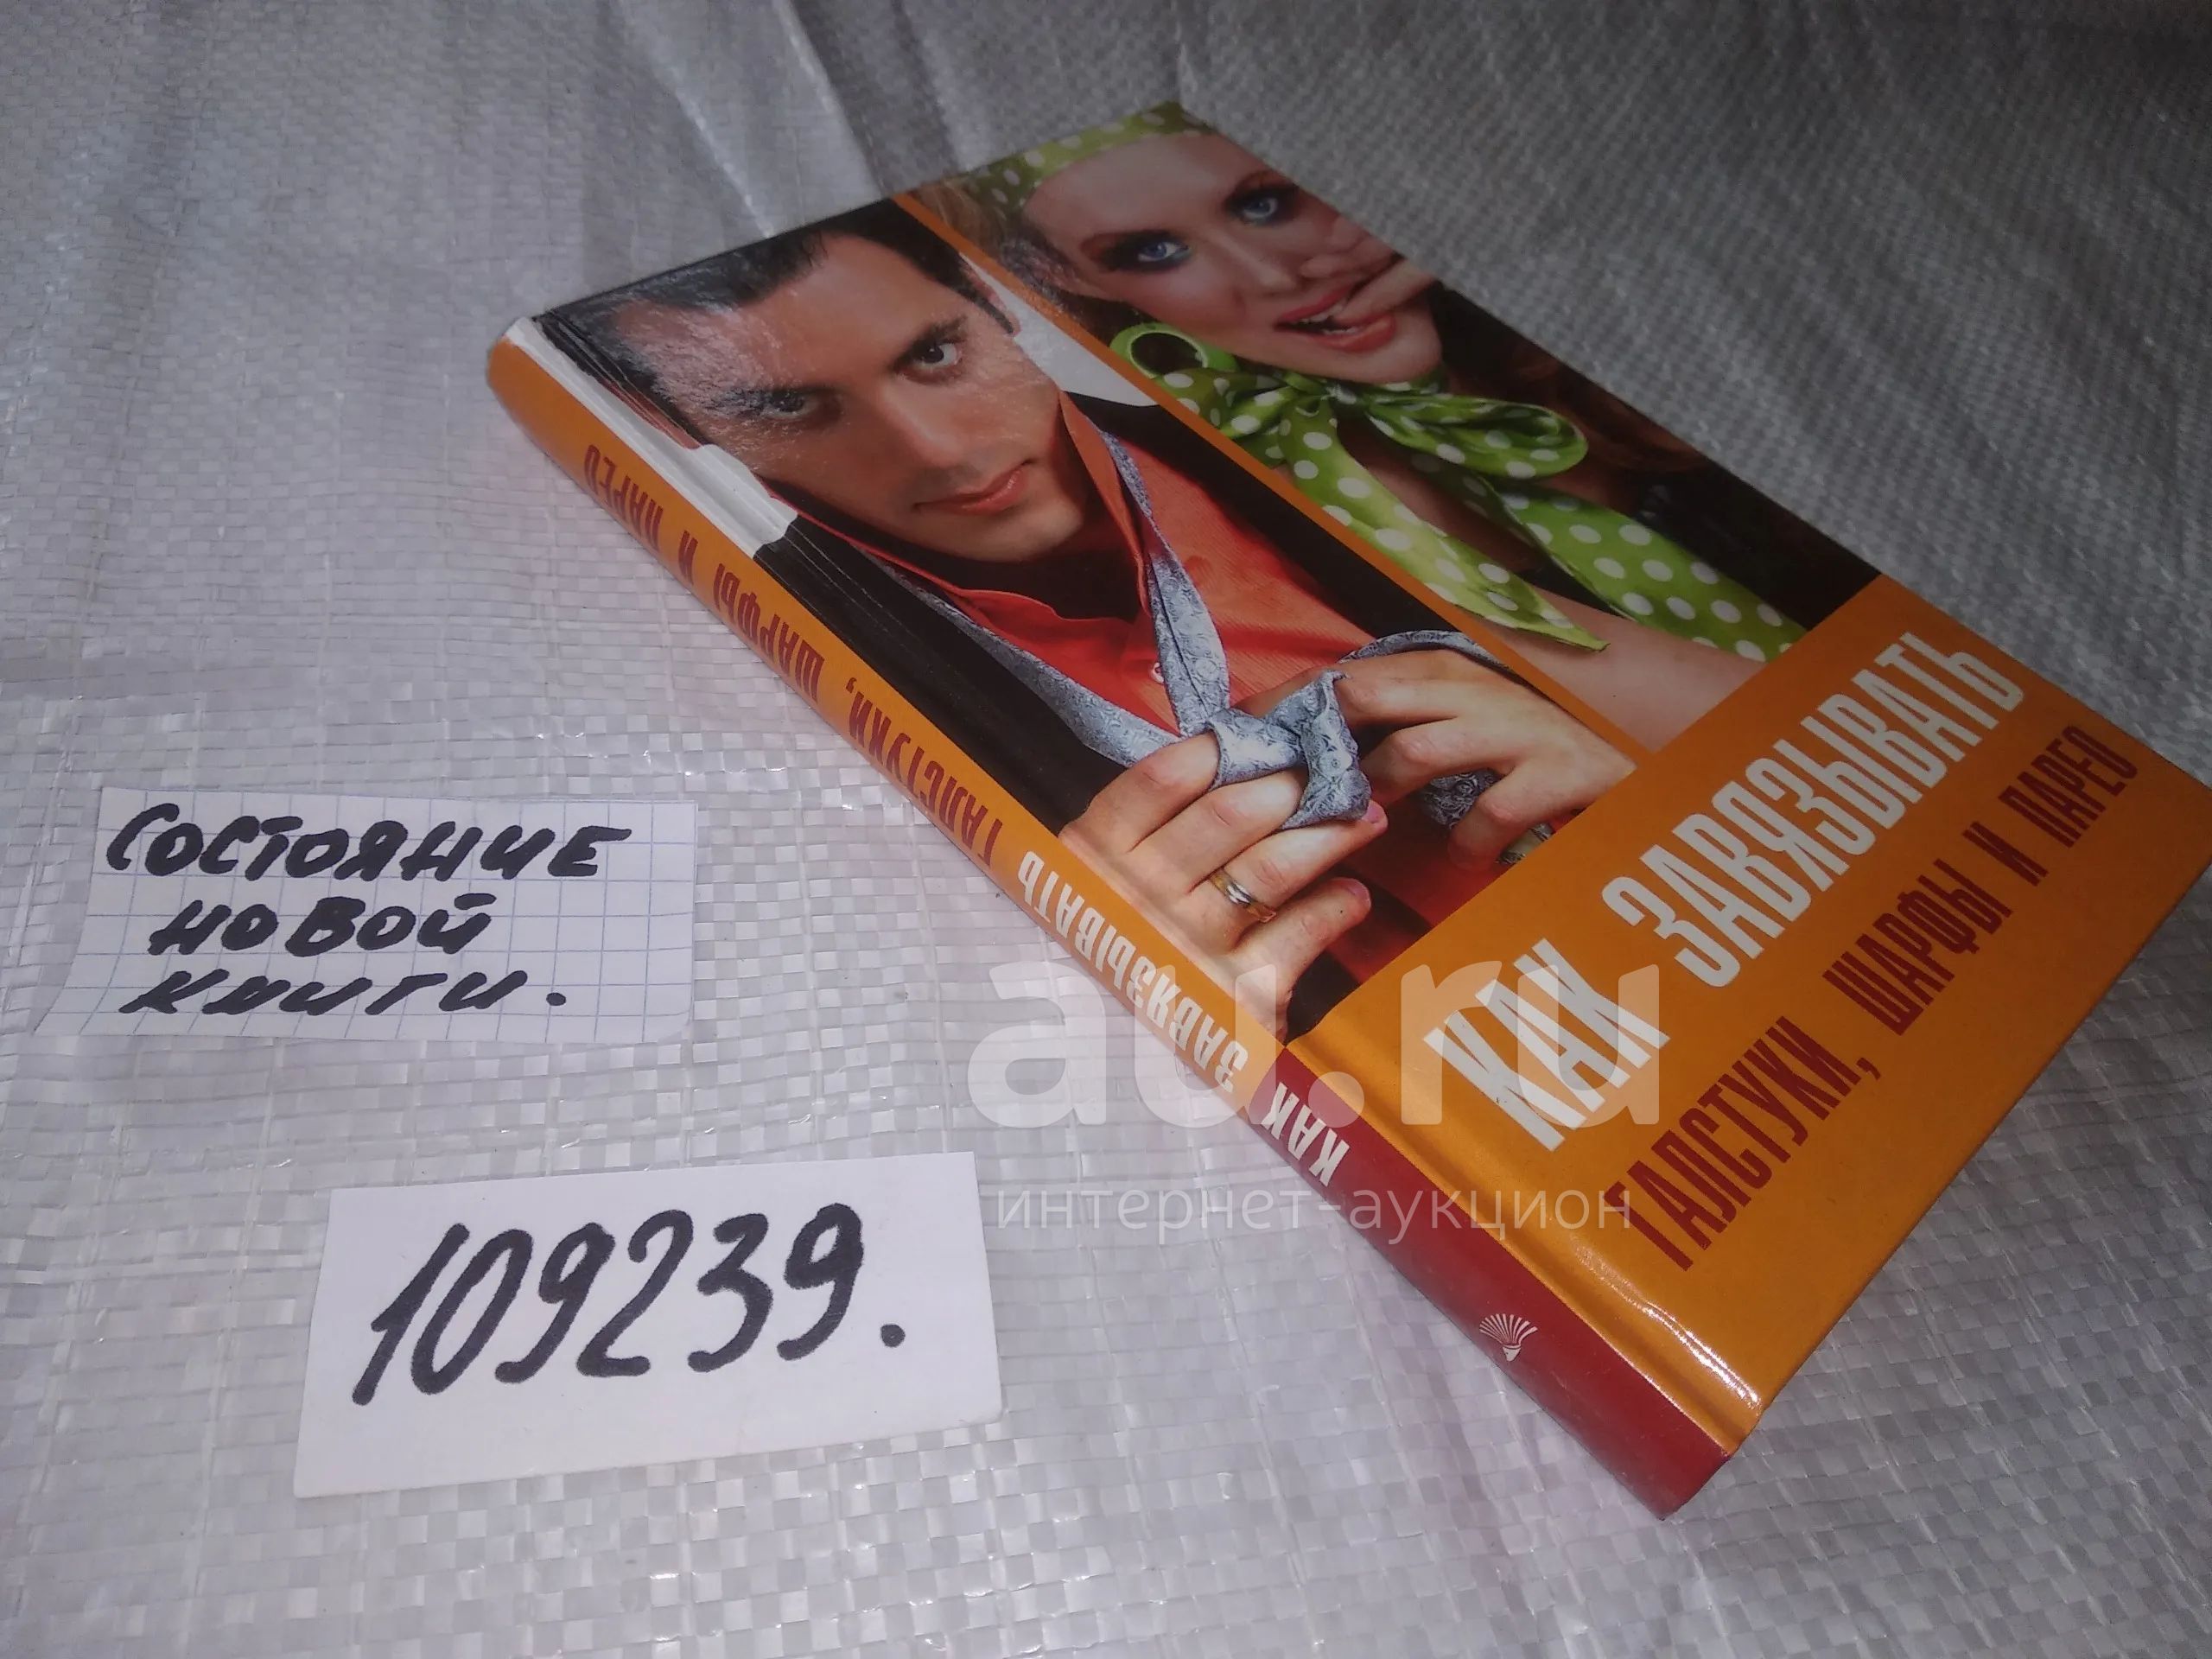 СОСТОЯНИЕ
НОВОЙ
КНИГИ.
109239.
КАК ЗАВЯЗЫВАТЬ
ГАЛСТУКИ, ШАРФЫ И ПАРЕО
КАК ЗАВЯЗЫВАТЬ ГАЛСТУКИ, ШАРФЫ И ПАРЕО
au.ru
интернет-аукцион